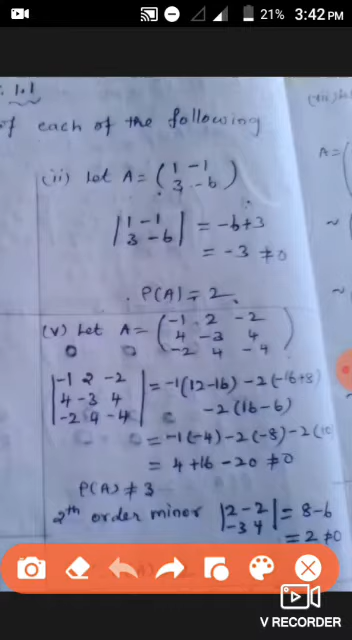 21% 3:42 PM
: 1.1
of each of the following
(ii) Let A = ( 1 -1
3 -6 )
A = (
| 1 -1
3 -6 | = -6+3
= -3 ≠ 0
∴ P(A) = 2.
(v) Let A = ( -1 2 -2
4 -3 4
-2 4 -4 )
| -1 2 -2
4 -3 4
-2 4 -4 | = -1(12-16) -2(-16+8)
-2(16-6)
= -1(-4) -2(-8) -2(10
= 4+16-20 ≠ 0
P(A) ≠ 3
2th order minor | 2 -2
-3 4 | = 8-6
= 2 ≠ 0
V RECORDER